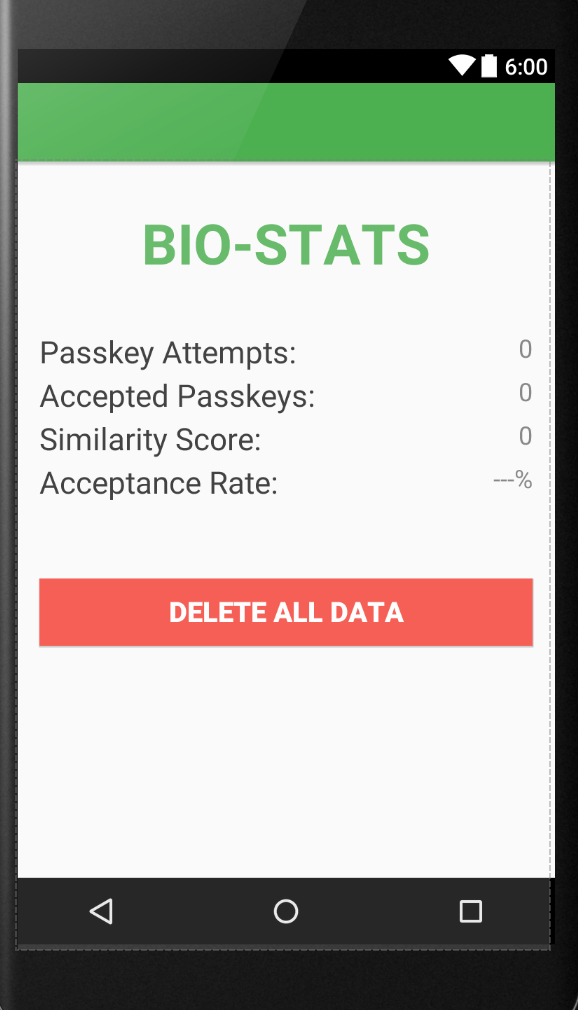 6:00
BIO-STATS
Passkey Attempts: 0
Accepted Passkeys: 0
Similarity Score: 0
Acceptance Rate: ---%
DELETE ALL DATA